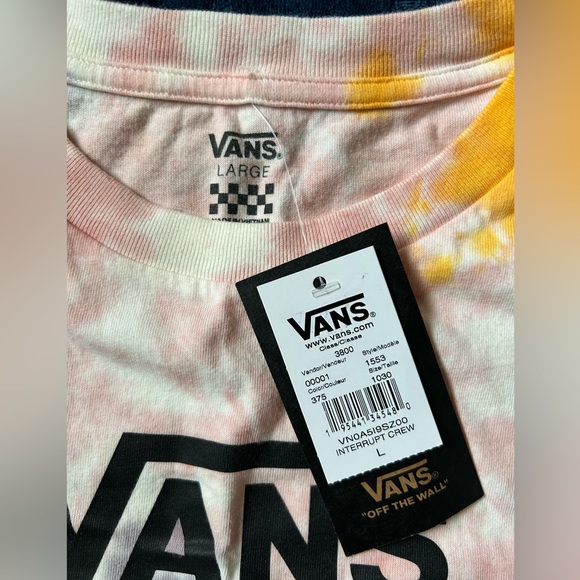 VANS®
LARGE
MADE IN VIETNAM
VANS®
www.vans.com
Class/Classe
3800
Vendor/Vendeur Style/Modèle
00001 1553
Color/Couleur Size/Taille
375 1030
1 95441 34548 0
VN0A5I9SZ00
INTERRUPT CREW
L
VANS®
"OFF THE WALL"
VANS